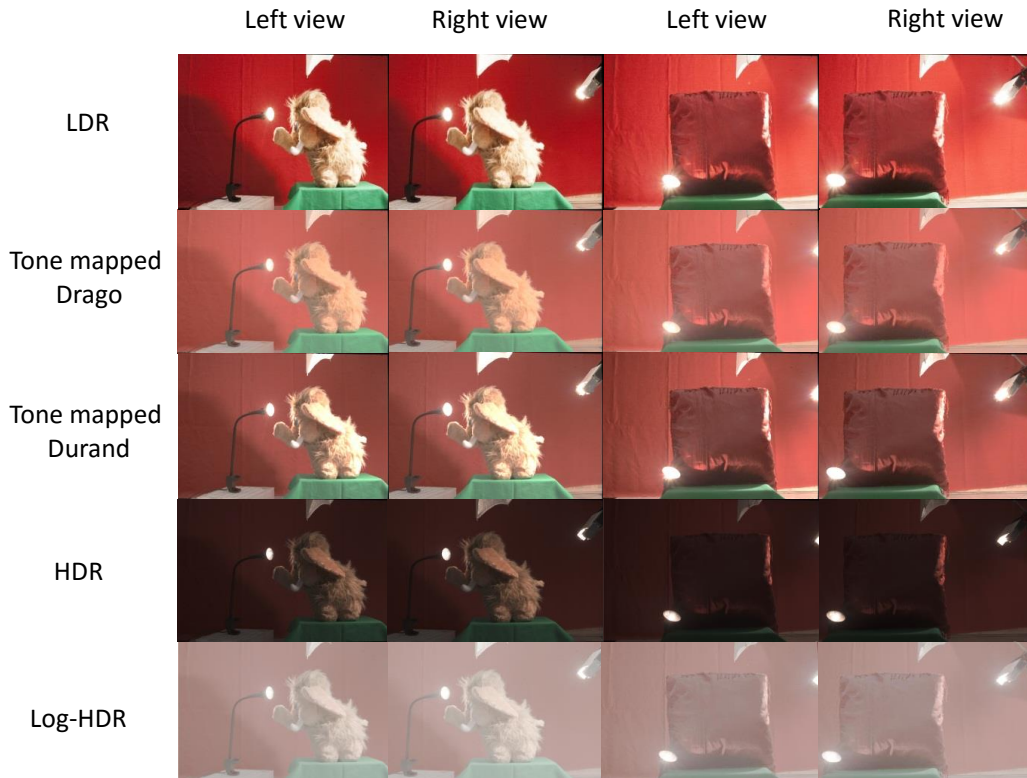 Left view Right view Left view Right view
LDR
Tone mapped
Drago
Tone mapped
Durand
HDR
Log-HDR